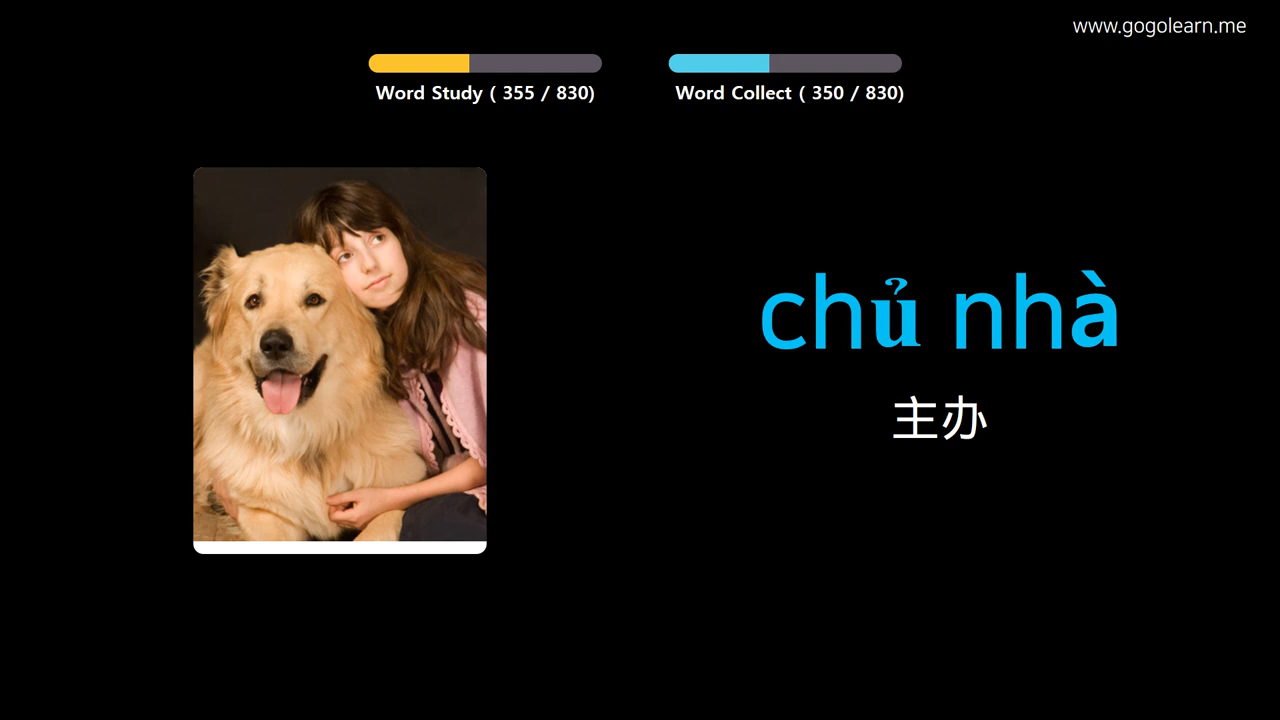 www.gogolearn.me
Word Study ( 355 / 830)
Word Collect ( 350 / 830)
chủ nhà
主办